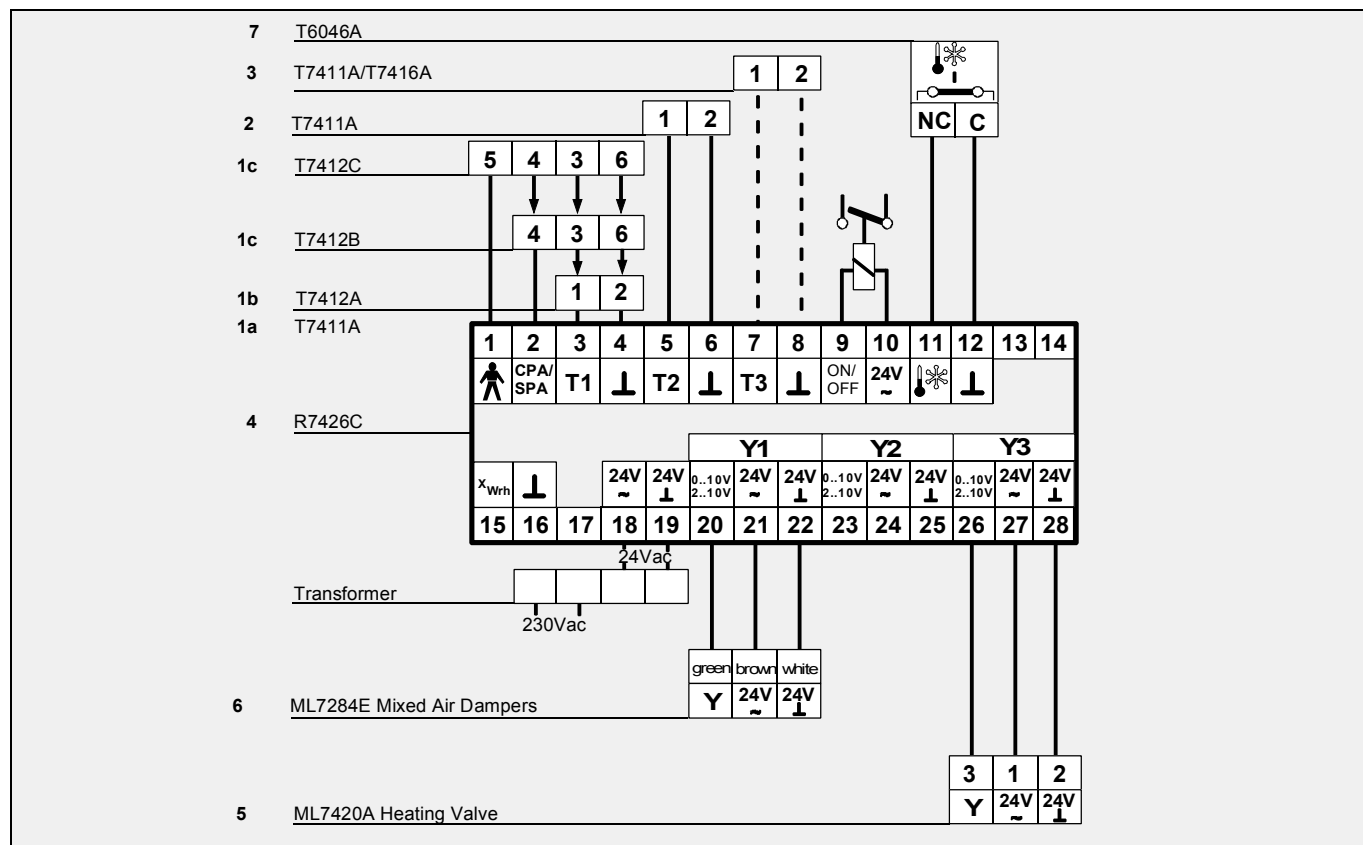 7 T6046A
3 T7411A/T7416A 1 2
NC C
2 T7411A 1 2
1c T7412C 5 4 3 6
1c T7412B 4 3 6
1b T7412A 1 2
1a T7411A
1 2 3 4 5 6 7 8 9 10 11 12 13 14
CPA/ SPA T1 T2 T3 ON/ OFF 24V ~
4 R7426C
Y1 Y2 Y3
xWrh 24V ~ 24V 0..10V 2..10V 24V ~ 24V 0..10V 2..10V 24V ~ 24V 0..10V 2..10V 24V ~ 24V
15 16 17 18 19 20 21 22 23 24 25 26 27 28
24Vac
Transformer
230Vac
green brown white
6 ML7284E Mixed Air Dampers Y 24V ~ 24V
3 1 2
5 ML7420A Heating Valve Y 24V ~ 24V